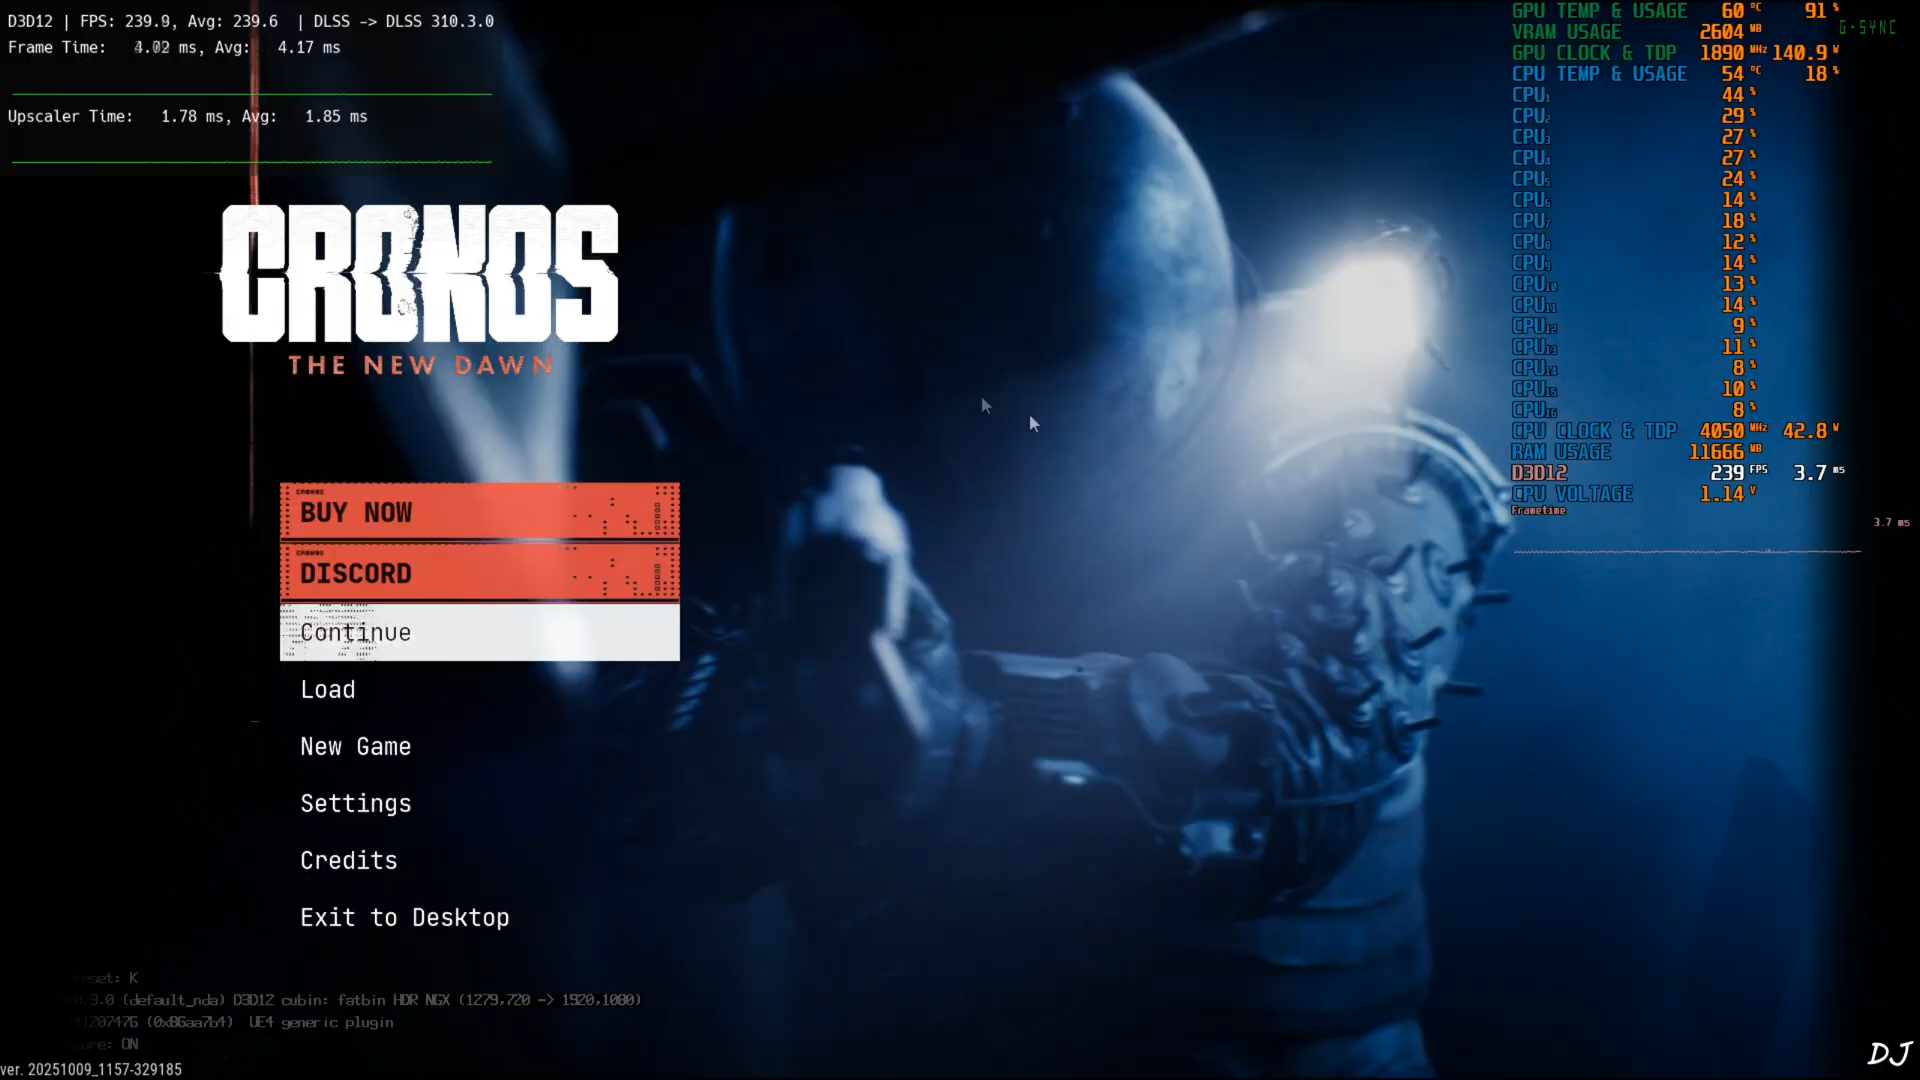 D3D12 | FPS: 239.9, Avg: 239.6 | DLSS -> DLSS 310.3.0
Frame Time: 4.02 ms, Avg: 4.17 ms
Upscaler Time: 1.78 ms, Avg: 1.85 ms
CRONOS
THE NEW DAWN
CRONOS
BUY NOW
CRONOS
DISCORD
Continue
Load
New Game
Settings
Credits
Exit to Desktop
reset: K
.3.0 (default_nda) D3D12 cubin: fatbin HDR NGX (1279,720 -> 1920,1080)
(0x86aa7b4) UE4 generic plugin
ON
ver. 20251009_1157-329185
GPU TEMP & USAGE 60 °C 91 %
G-SYNC
VRAM USAGE 2604 MB
GPU CLOCK & TDP 1890 MHz 140.9 W
CPU TEMP & USAGE 54 °C 18 %
CPU1 44 %
CPU2 29 %
CPU3 27 %
CPU4 27 %
CPU5 24 %
CPU6 14 %
CPU7 18 %
CPU8 12 %
CPU9 14 %
CPU10 13 %
CPU11 14 %
CPU12 9 %
CPU13 11 %
CPU14 8 %
CPU15 10 %
CPU16 8 %
CPU CLOCK & TDP 4050 MHz 42.8 W
RAM USAGE 11666 MB
D3D12 239 FPS 3.7 ms
CPU VOLTAGE 1.14 V
Frametime
3.7 ms
DJ